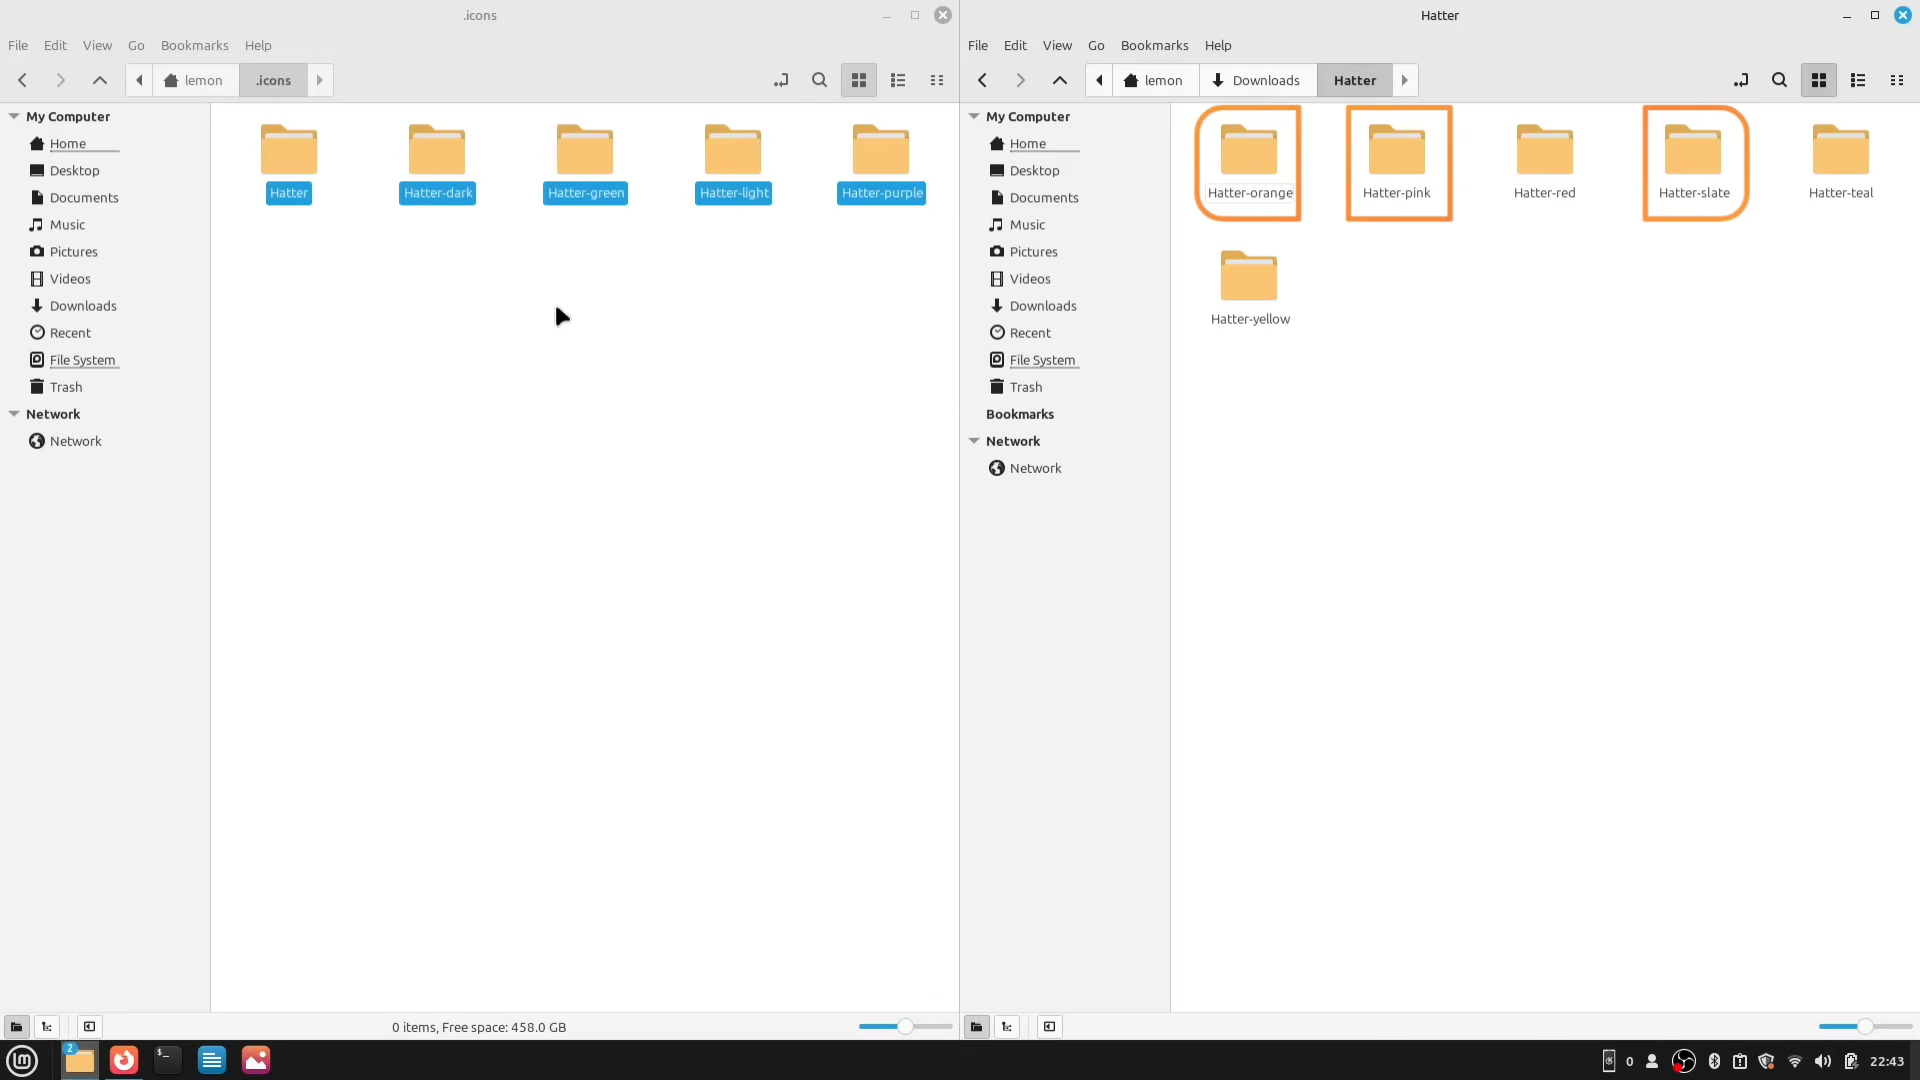 .icons
File Edit View Go Bookmarks Help
lemon .icons
My Computer
Home
Desktop
Documents
Music
Pictures
Videos
Downloads
Recent
File System
Trash
Network
Network
Hatter Hatter-dark Hatter-green Hatter-light Hatter-purple
0 items, Free space: 458.0 GB
Hatter
File Edit View Go Bookmarks Help
lemon Downloads Hatter
My Computer
Home
Desktop
Documents
Music
Pictures
Videos
Downloads
Recent
File System
Trash
Bookmarks
Network
Network
Hatter-orange Hatter-pink Hatter-red Hatter-slate Hatter-teal
Hatter-yellow
2
0 22:43